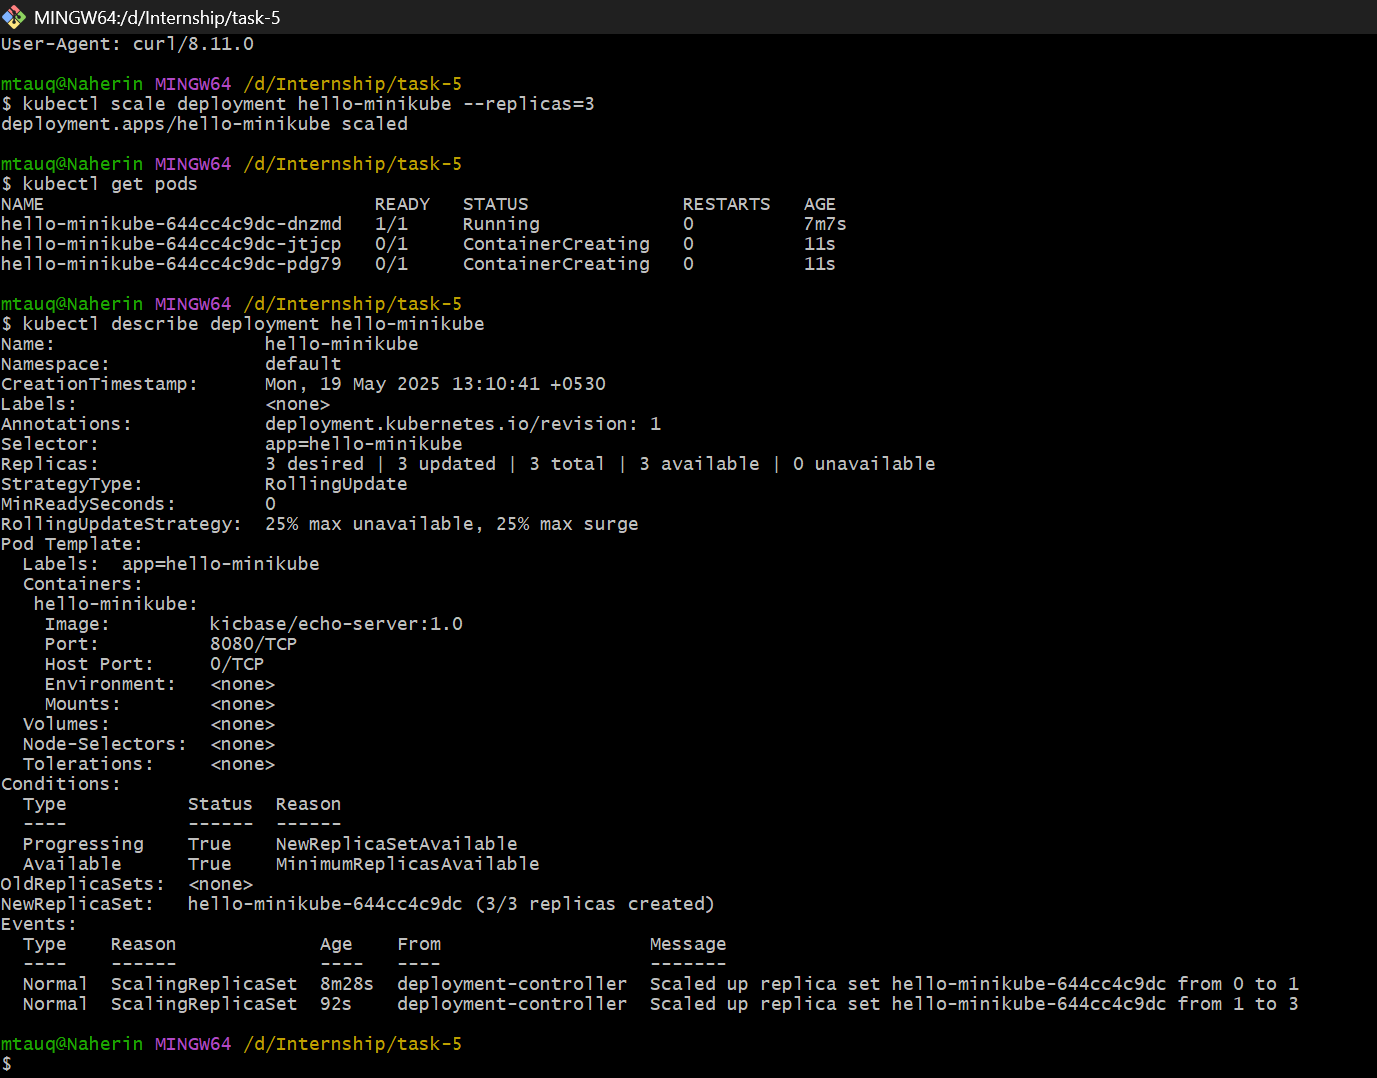 MINGW64:/d/Internship/task-5
User-Agent: curl/8.11.0
mtauq@Naherin MINGW64 /d/Internship/task-5
$ kubectl scale deployment hello-minikube --replicas=3
deployment.apps/hello-minikube scaled
mtauq@Naherin MINGW64 /d/Internship/task-5
$ kubectl get pods
NAME                              READY   STATUS              RESTARTS   AGE
hello-minikube-644cc4c9dc-dnzmd   1/1     Running             0          7m7s
hello-minikube-644cc4c9dc-jtjcp   0/1     ContainerCreating   0          11s
hello-minikube-644cc4c9dc-pdg79   0/1     ContainerCreating   0          11s
mtauq@Naherin MINGW64 /d/Internship/task-5
$ kubectl describe deployment hello-minikube
Name:                   hello-minikube
Namespace:              default
CreationTimestamp:      Mon, 19 May 2025 13:10:41 +0530
Labels:                 <none>
Annotations:            deployment.kubernetes.io/revision: 1
Selector:               app=hello-minikube
Replicas:               3 desired | 3 updated | 3 total | 3 available | 0 unavailable
StrategyType:           RollingUpdate
MinReadySeconds:        0
RollingUpdateStrategy:  25% max unavailable, 25% max surge
Pod Template:
  Labels:  app=hello-minikube
  Containers:
   hello-minikube:
    Image:         kicbase/echo-server:1.0
    Port:          8080/TCP
    Host Port:     0/TCP
    Environment:   <none>
    Mounts:        <none>
  Volumes:         <none>
  Node-Selectors:  <none>
  Tolerations:     <none>
Conditions:
  Type           Status  Reason
  ----           ------  ------
  Progressing    True    NewReplicaSetAvailable
  Available      True    MinimumReplicasAvailable
OldReplicaSets:  <none>
NewReplicaSet:   hello-minikube-644cc4c9dc (3/3 replicas created)
Events:
  Type    Reason             Age    From                   Message
  ----    ------             ----   ----                   -------
  Normal  ScalingReplicaSet  8m28s  deployment-controller  Scaled up replica set hello-minikube-644cc4c9dc from 0 to 1
  Normal  ScalingReplicaSet  92s    deployment-controller  Scaled up replica set hello-minikube-644cc4c9dc from 1 to 3
mtauq@Naherin MINGW64 /d/Internship/task-5
$